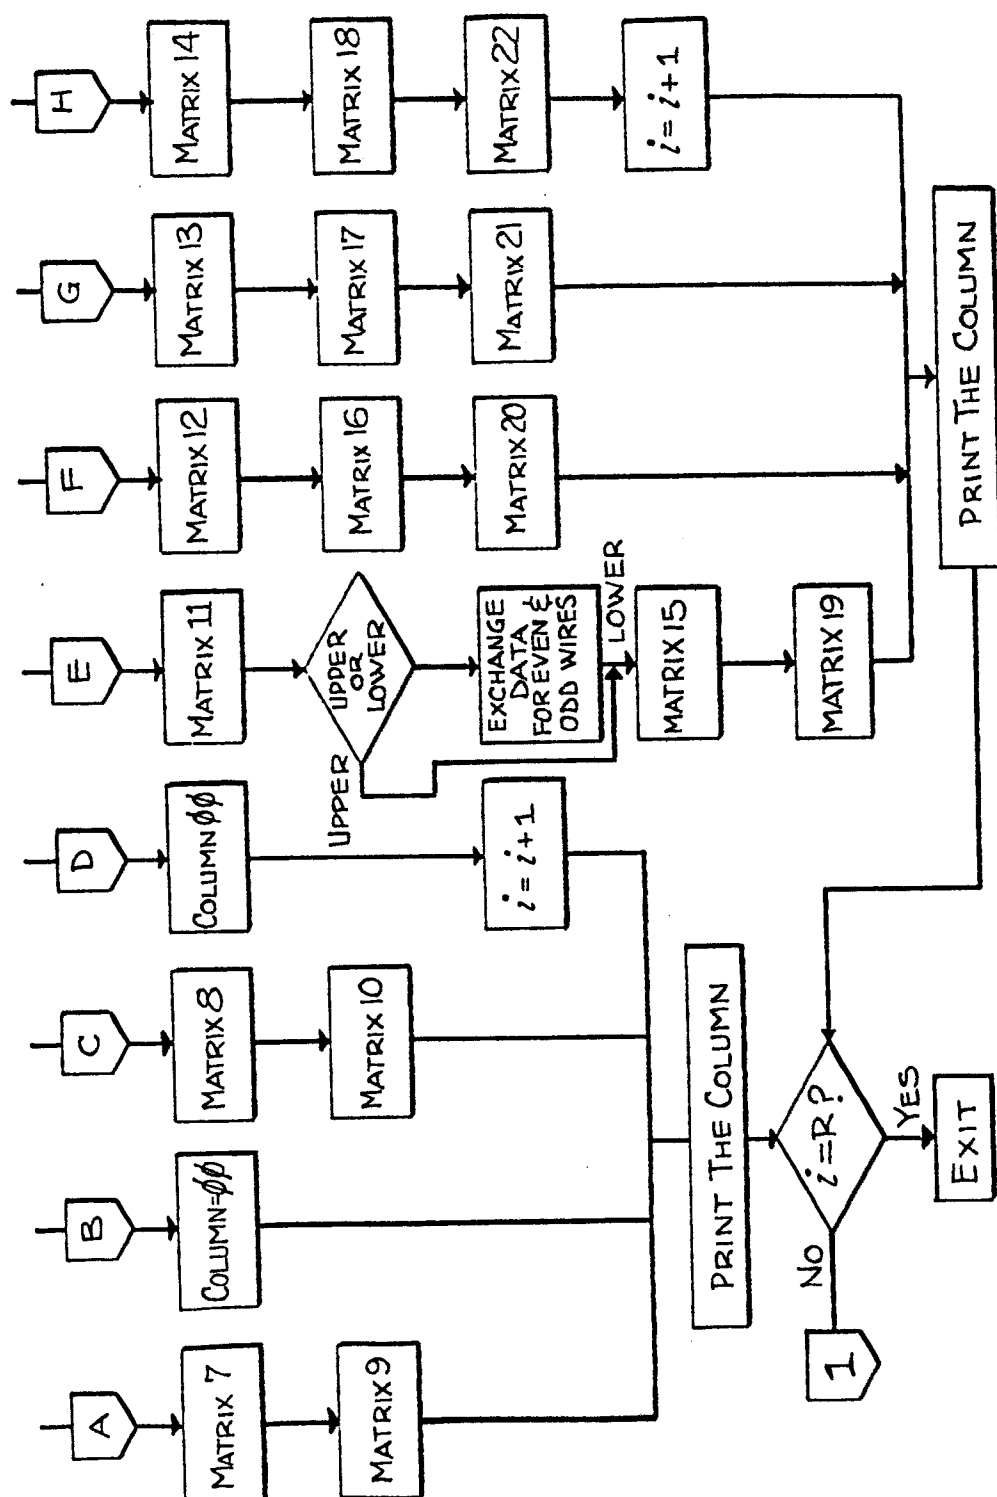 A
MATRIX 7
MATRIX 9
B
COLUMN=ØØ
C
MATRIX 8
MATRIX 10
D
COLUMN ØØ
i = i+1
E
MATRIX 11
UPPER
OR
LOWER
UPPER
EXCHANGE
DATA
FOR EVEN &
ODD WIRES
LOWER
MATRIX 15
MATRIX 19
F
MATRIX 12
MATRIX 16
MATRIX 20
G
MATRIX 13
MATRIX 17
MATRIX 21
H
MATRIX 14
MATRIX 18
MATRIX 22
i = i+1
PRINT THE COLUMN
PRINT THE COLUMN
i=R?
NO
1
YES
EXIT